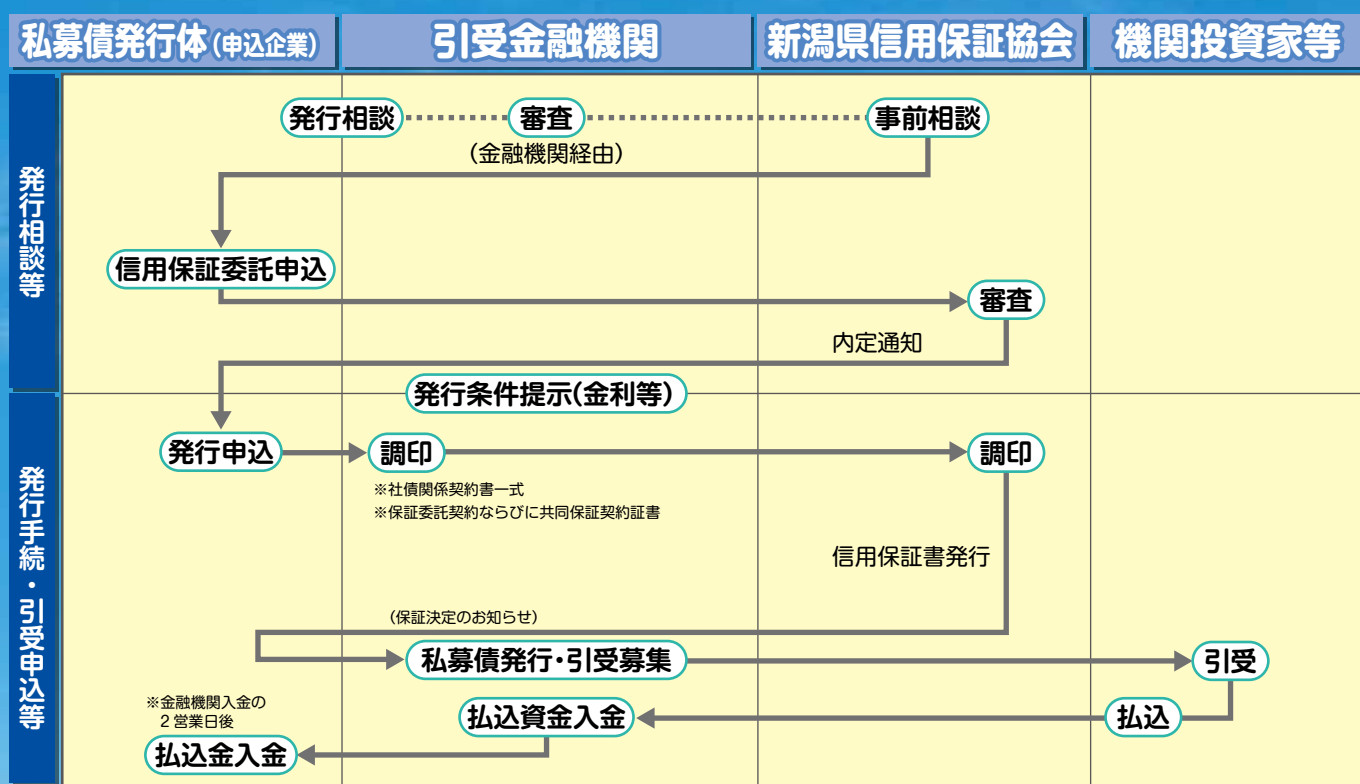 私募債発行体(申込企業)
引受金融機関
新潟県信用保証協会
機関投資家等
発行相談等
発行相談
審査
事前相談
(金融機関経由)
信用保証委託申込
審査
内定通知
発行条件提示(金利等)
発行手続・引受申込等
発行申込
調印
調印
※社債関係契約書一式
※保証委託契約ならびに共同保証契約証書
信用保証書発行
(保証決定のお知らせ)
私募債発行・引受募集
引受
※金融機関入金の
2営業日後
払込資金入金
払込
払込金入金